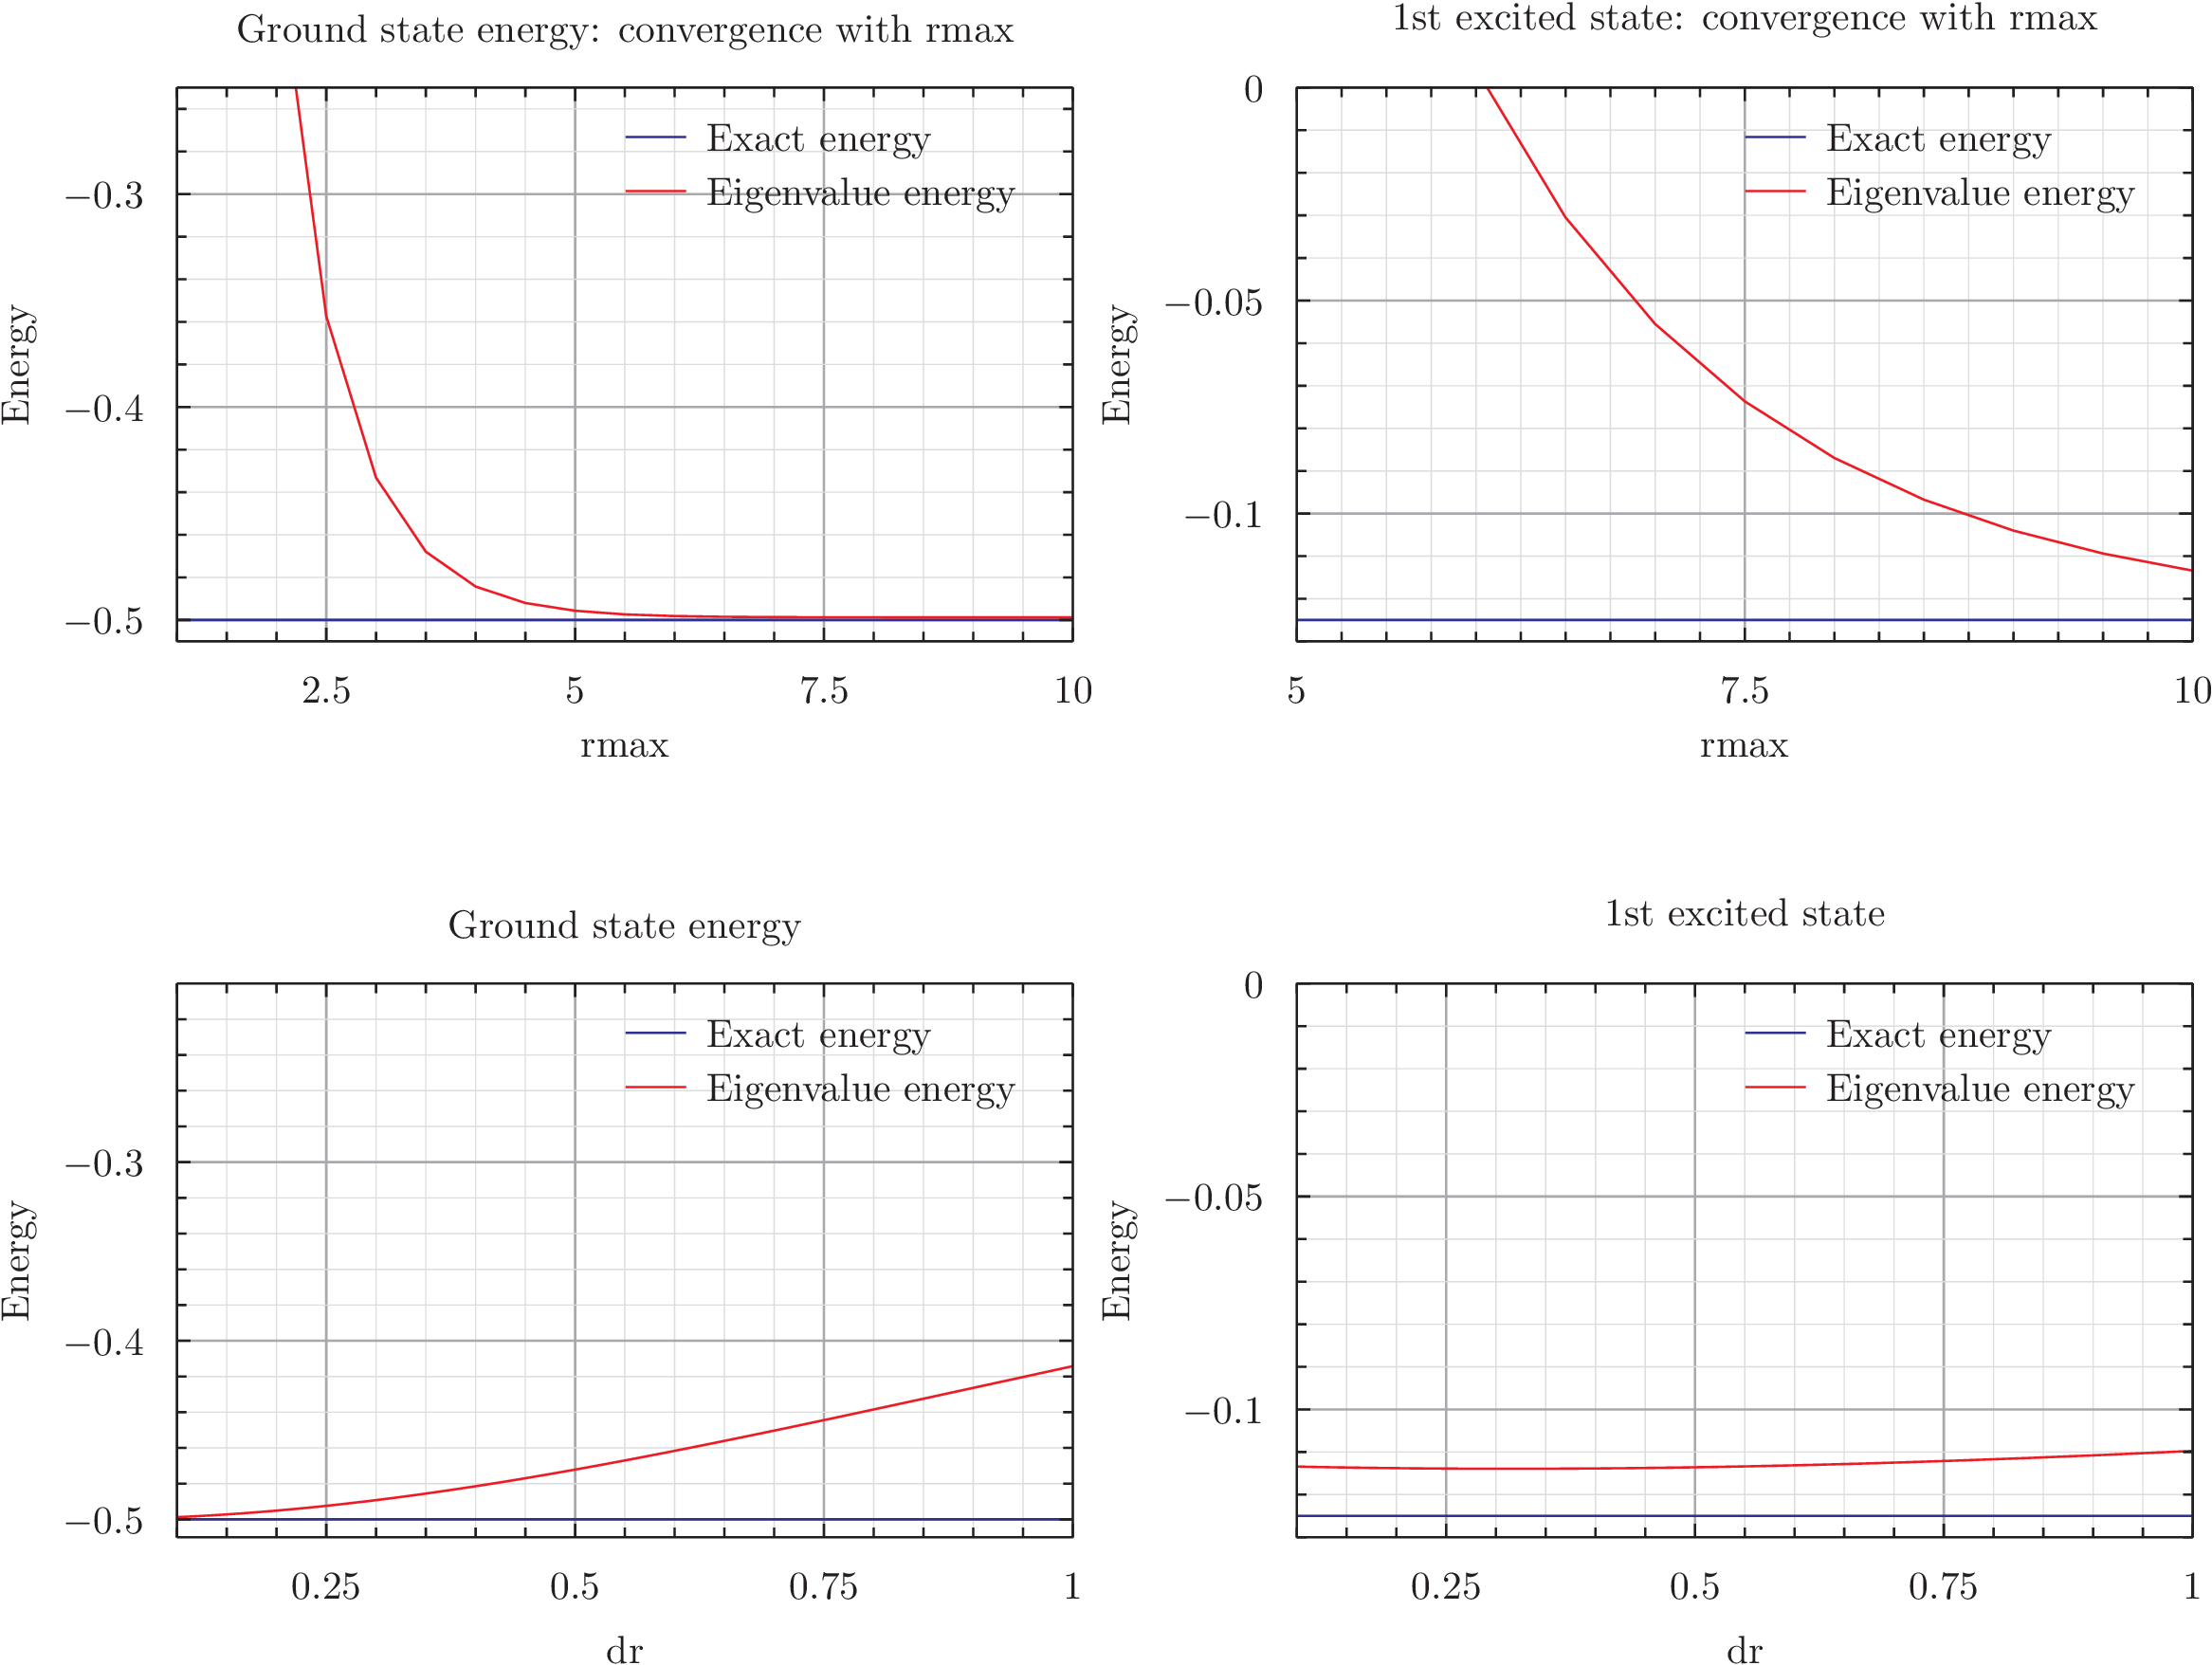 Ground state energy: convergence with rmax
Exact energy
Eigenvalue energy
−0.3
−0.4
−0.5
Energy
2.5 5 7.5 10
rmax
1st excited state: convergence with rmax
0
Exact energy
Eigenvalue energy
−0.05
−0.1
Energy
5 7.5 10
rmax
Ground state energy
Exact energy
Eigenvalue energy
−0.3
−0.4
−0.5
Energy
0.25 0.5 0.75 1
dr
1st excited state
0
Exact energy
Eigenvalue energy
−0.05
−0.1
Energy
0.25 0.5 0.75 1
dr